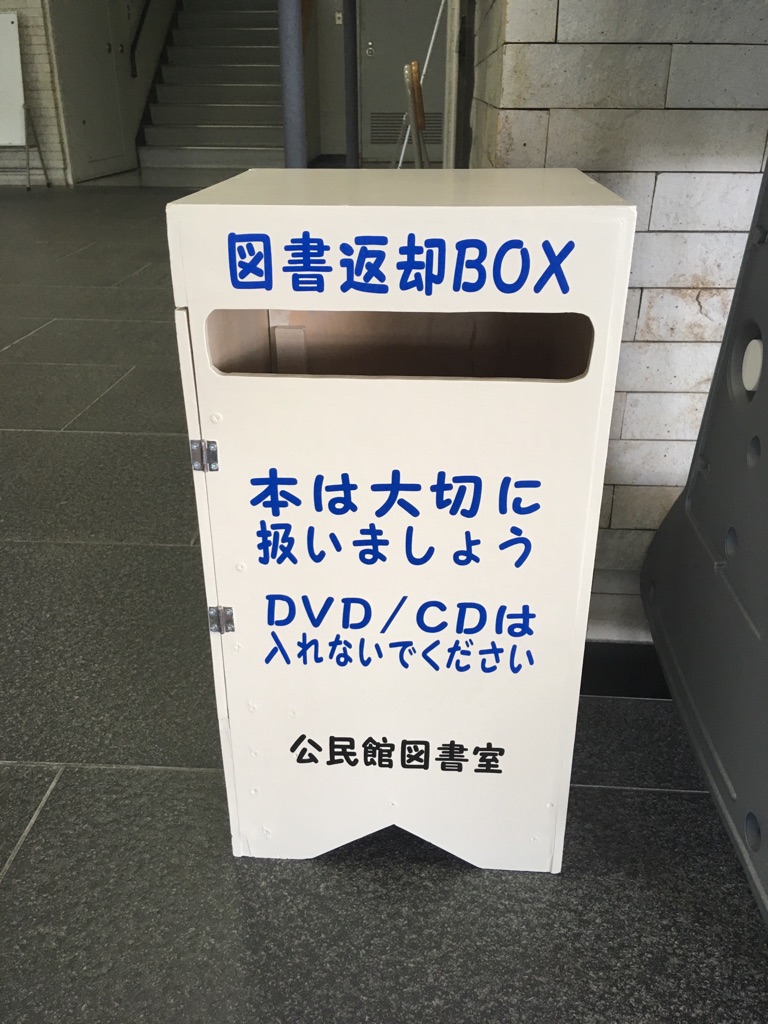 図書返却BOX
本は大切に
扱いましょう
DVD/CDは
入れないでください
公民館図書室